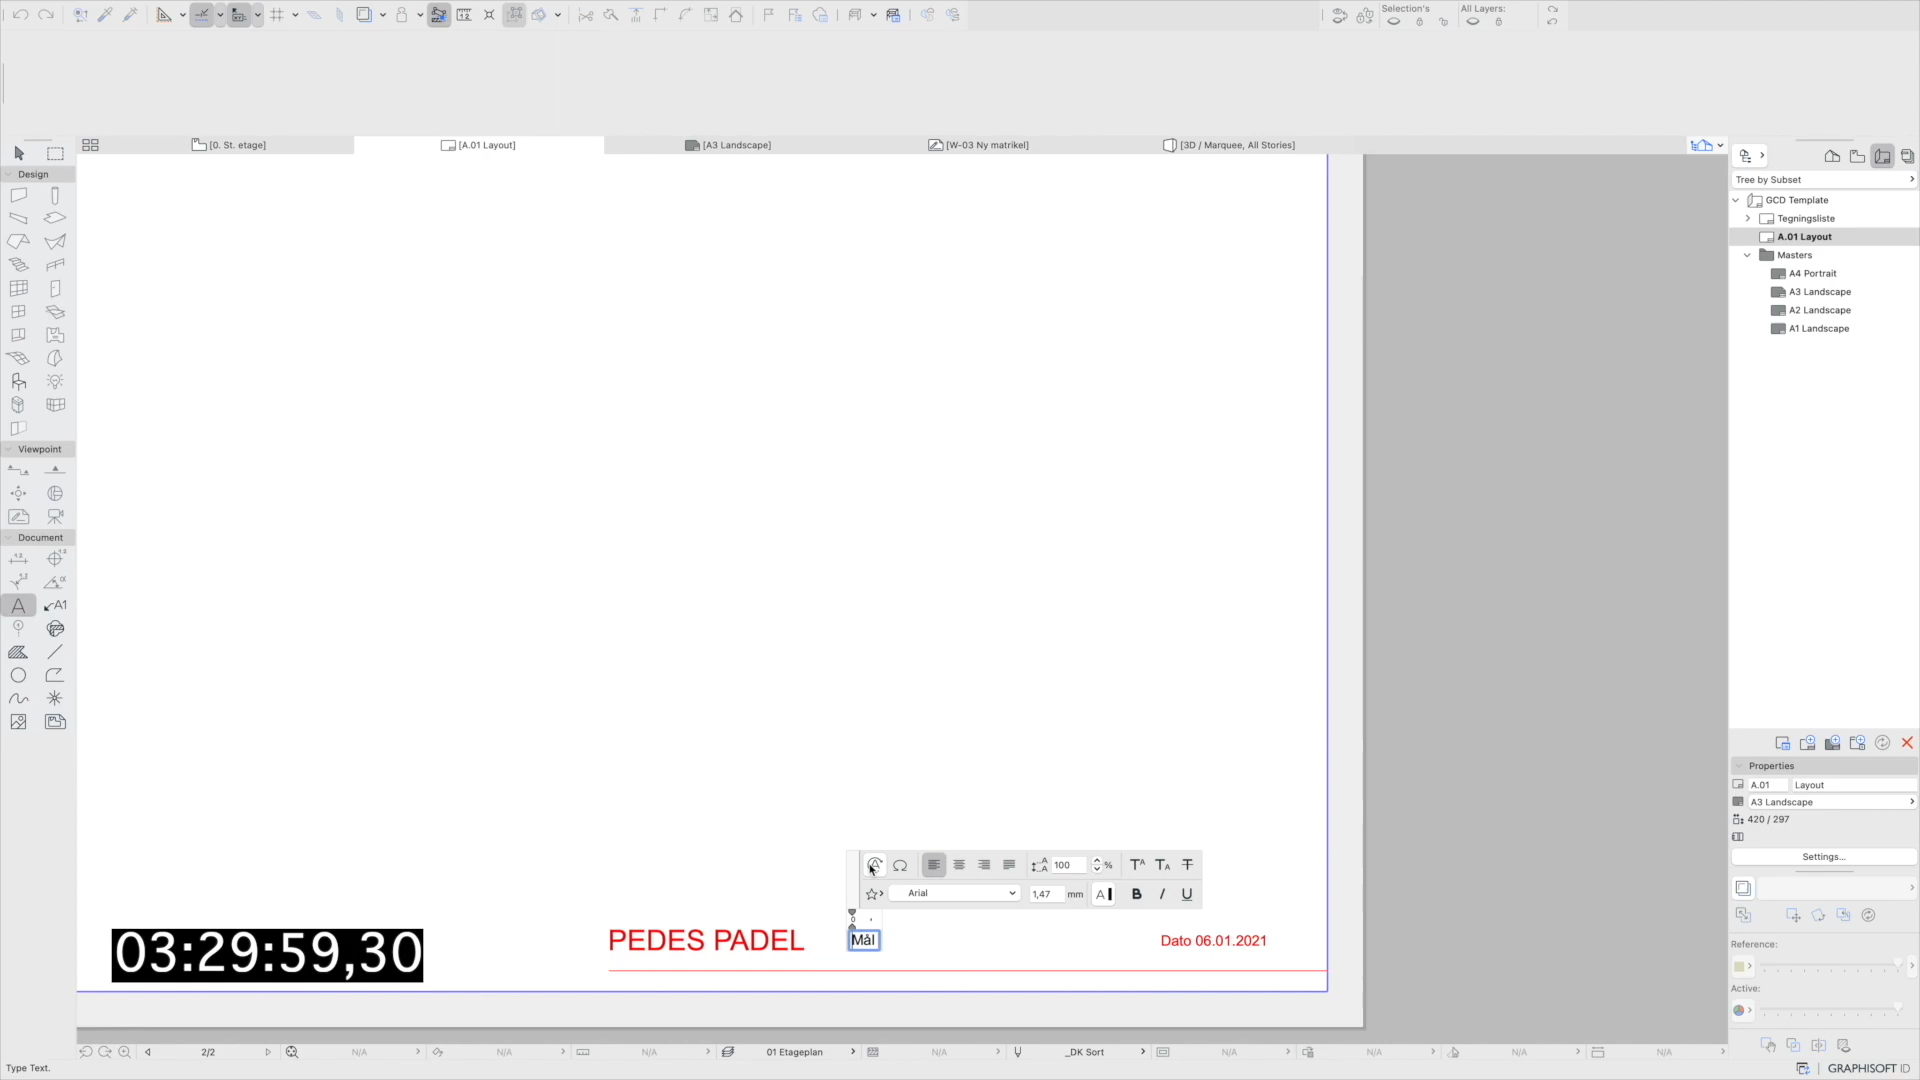 Selection's
All Layers:
[0. St. etage]
[A.01 Layout]
[A3 Landscape]
[W-03 Ny matrikel]
[3D / Marquee, All Stories]
Design
Viewpoint
Document
Tree by Subset
GCD Template
Tegningsliste
A.01 Layout
Masters
A4 Portrait
A3 Landscape
A2 Landscape
A1 Landscape
Properties
A.01 Layout
A3 Landscape
420 / 297
Settings...
Reference:
Active:
100 %
Arial
1,47 mm
B I U
03:29:59,30
PEDES PADEL
Mål
Dato 06.01.2021
2/2
N/A
N/A
N/A
01 Etageplan
N/A
_DK Sort
N/A
N/A
N/A
N/A
Type Text.
GRAPHISOFT ID